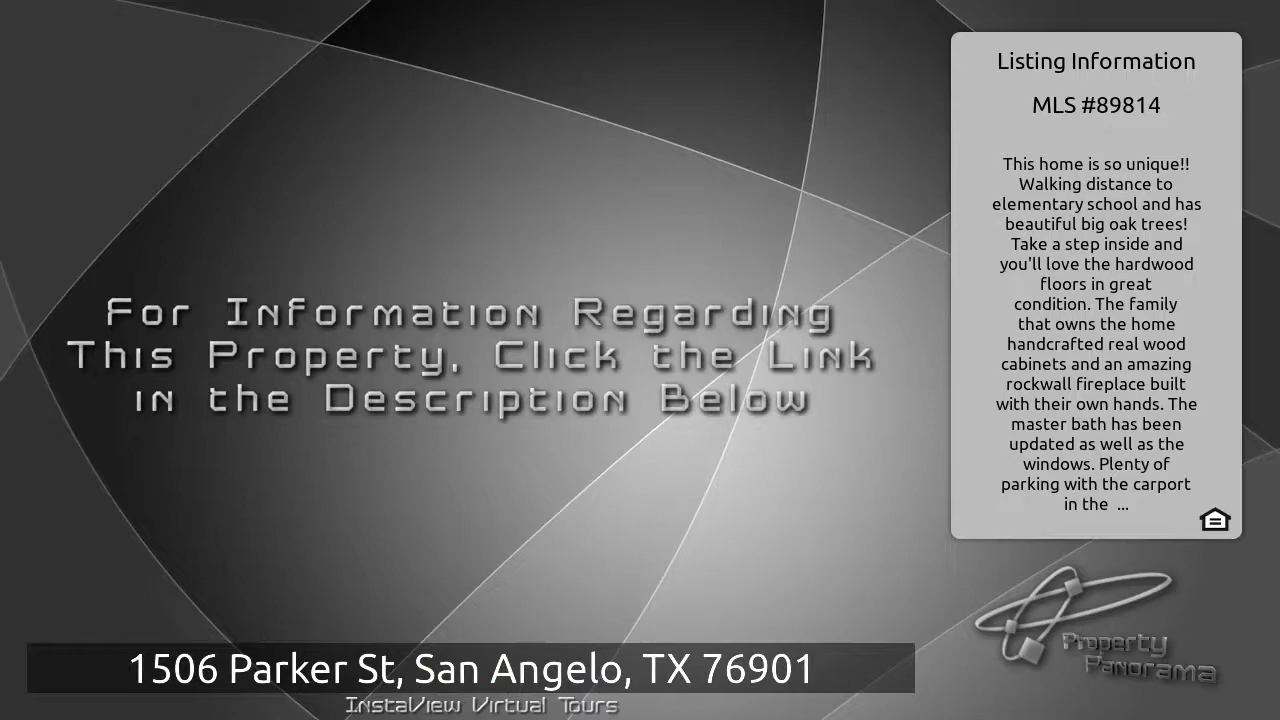 Listing Information
MLS #89814
This home is so unique!!
Walking distance to
elementary school and has
beautiful big oak trees!
Take a step inside and
you'll love the hardwood
floors in great
condition. The family
that owns the home
handcrafted real wood
cabinets and an amazing
rockwall fireplace built
with their own hands. The
master bath has been
updated as well as the
windows. Plenty of
parking with the carport
in the ...
For Information Regarding
This Property, Click the Link
in the Description Below
Property
Panorama
1506 Parker St, San Angelo, TX 76901
InstaView Virtual Tours